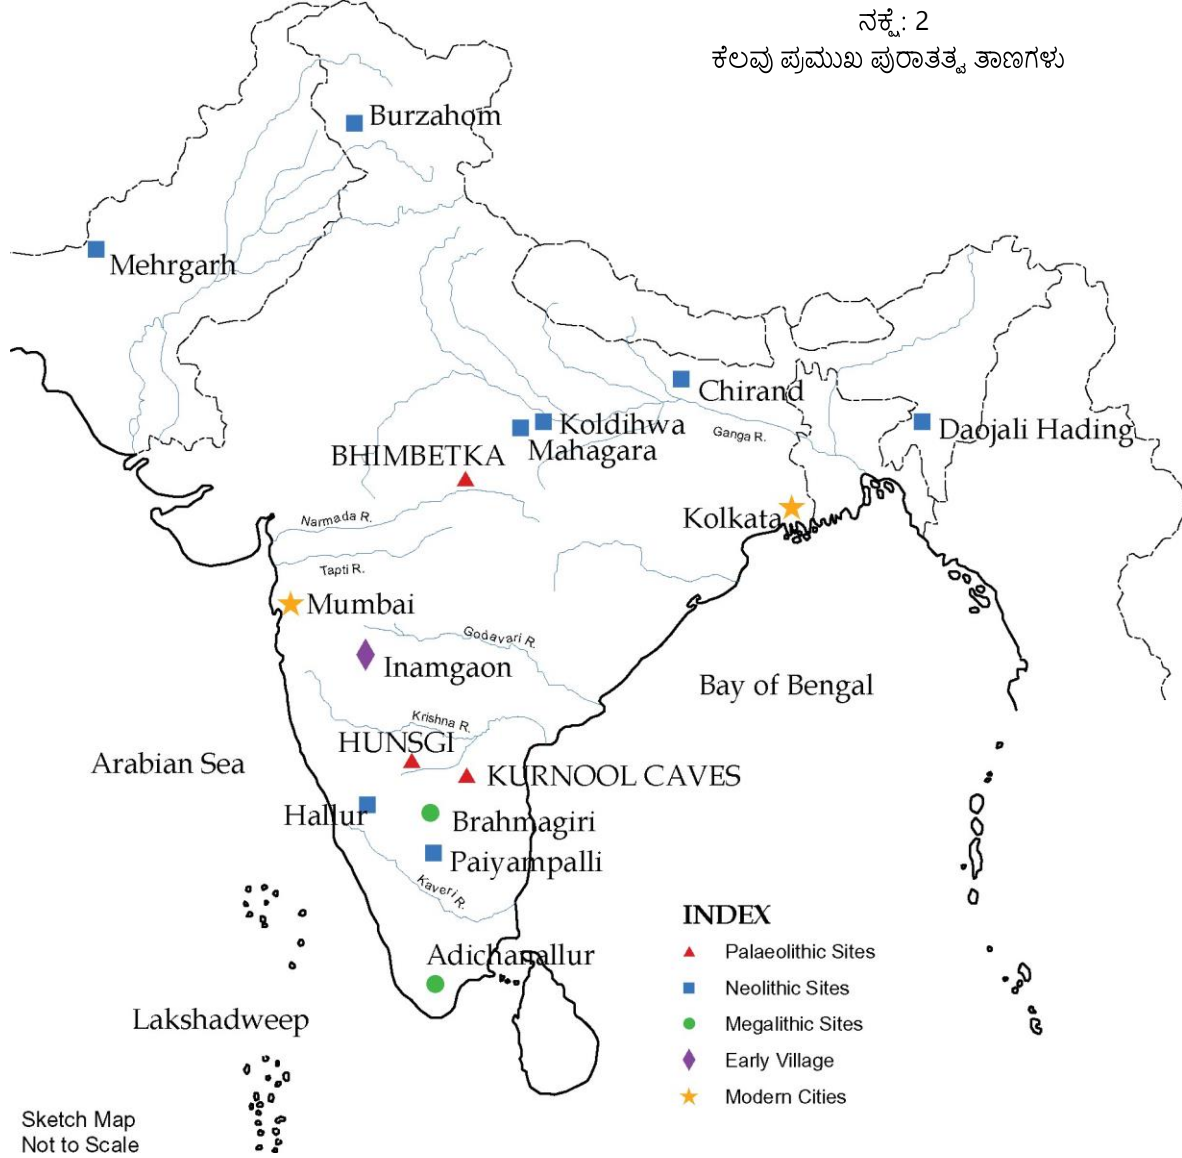 ನಕ್ಷೆ: 2
ಕೆಲವು ಪ್ರಮುಖ ಪುರಾತತ್ವ ತಾಣಗಳು
Burzahom
Mehrgarh
Chirand
Koldihwa
Mahagara
Ganga R.
Daojali Hading
BHIMBETKA
Narmada R.
Kolkata
Tapti R.
Mumbai
Godavari R.
Inamgaon
Bay of Bengal
Krishna R.
HUNSGI
Arabian Sea
KURNOOL CAVES
Hallur
Brahmagiri
Paiyampalli
Kaveri R.
Adichanallur
Lakshadweep
INDEX
Palaeolithic Sites
Neolithic Sites
Megalithic Sites
Early Village
Modern Cities
Sketch Map
Not to Scale